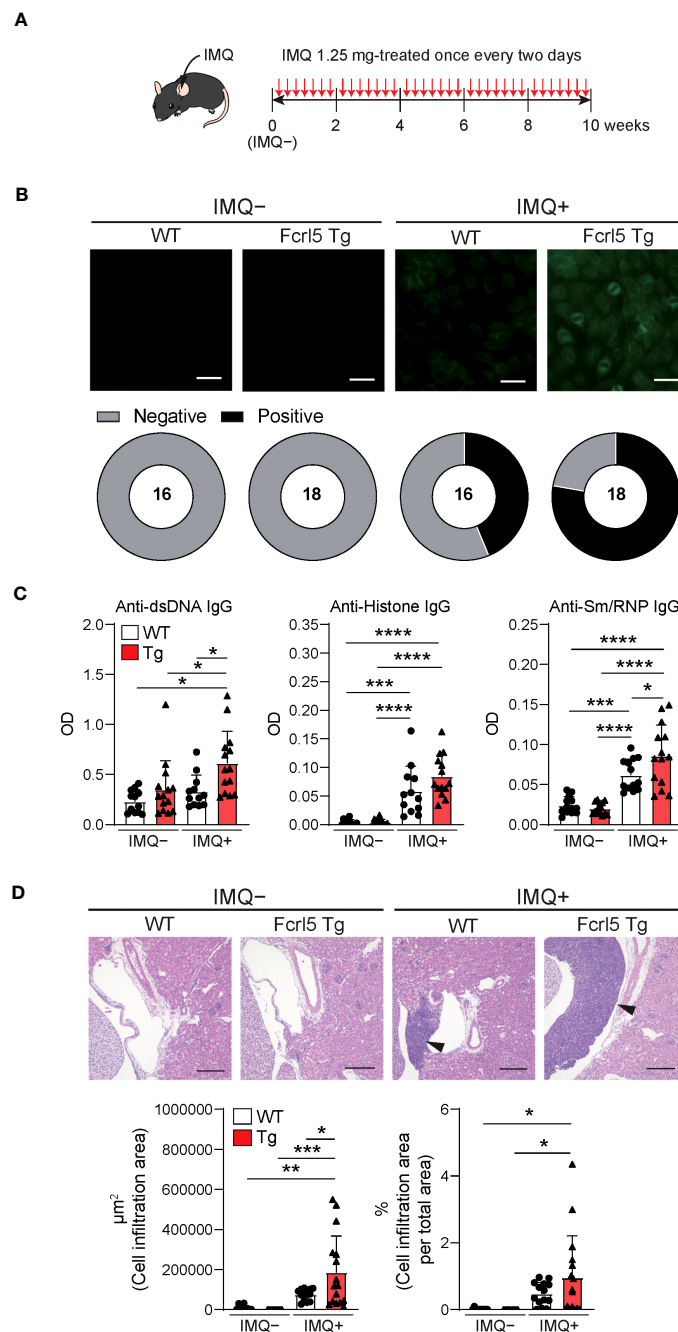 A
IMQ
IMQ 1.25 mg-treated once every two days
0 2 4 6 8 10 weeks
(IMQ−)
B
IMQ− IMQ+
WT Fcrl5 Tg WT Fcrl5 Tg
Negative Positive
16 18 16 18
C
Anti-dsDNA IgG Anti-Histone IgG Anti-Sm/RNP IgG
WT
Tg
OD
2.0
1.5
1.0
0.5
0.0
*
*
*
IMQ− IMQ+
OD
0.35
0.30
0.25
0.20
0.15
0.10
0.05
0.00
****
****
***
****
IMQ− IMQ+
OD
0.25
0.20
0.15
0.10
0.05
0.00
****
****
*** *
****
IMQ− IMQ+
D
IMQ− IMQ+
WT Fcrl5 Tg WT Fcrl5 Tg
µm²
(Cell infiltration area)
1000000
800000
600000
400000
200000
0
WT
Tg
*
***
**
IMQ− IMQ+
%
(Cell infiltration area
per total area)
6
4
2
0
*
*
IMQ− IMQ+